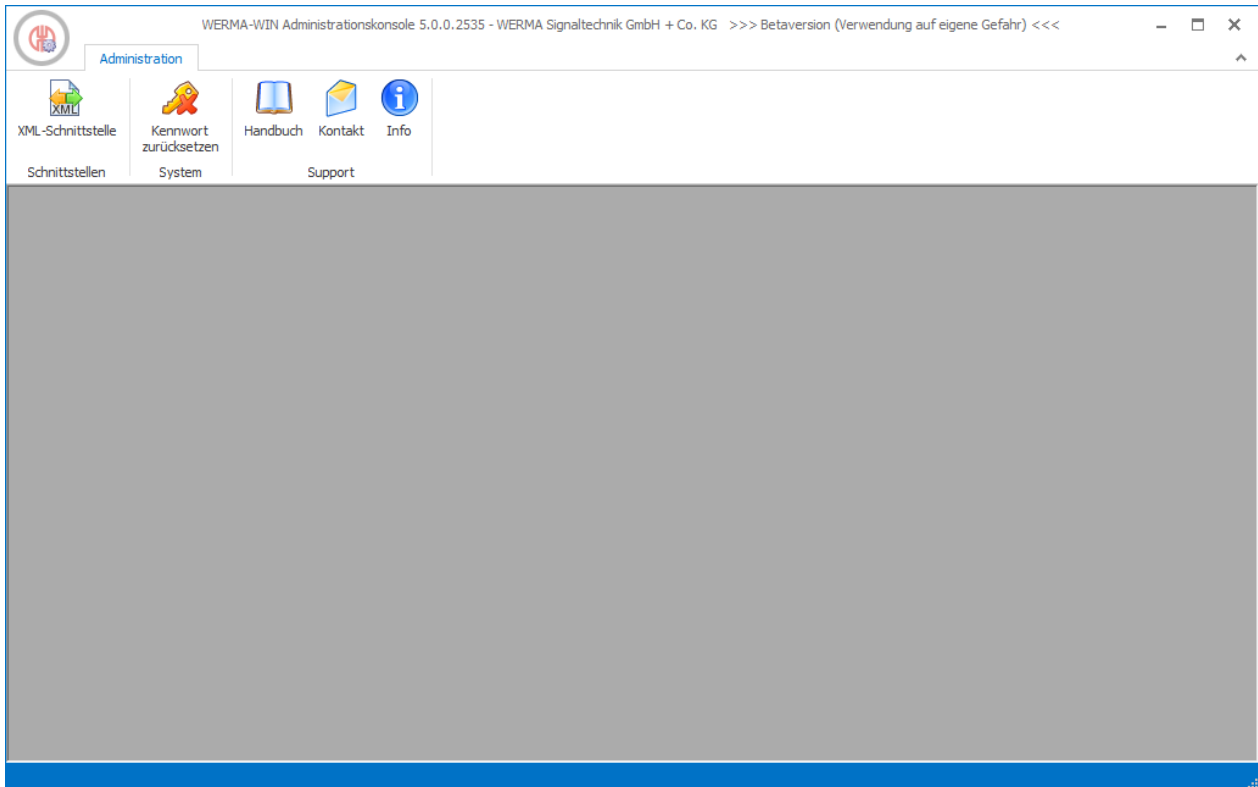 WERMA-WIN Administrationskonsole 5.0.0.2535 - WERMA Signaltechnik GmbH + Co. KG >>> Betaversion (Verwendung auf eigene Gefahr) <<<
Administration
XML
XML-Schnittstelle
Kennwort
zurücksetzen
Handbuch
Kontakt
Info
Schnittstellen
System
Support